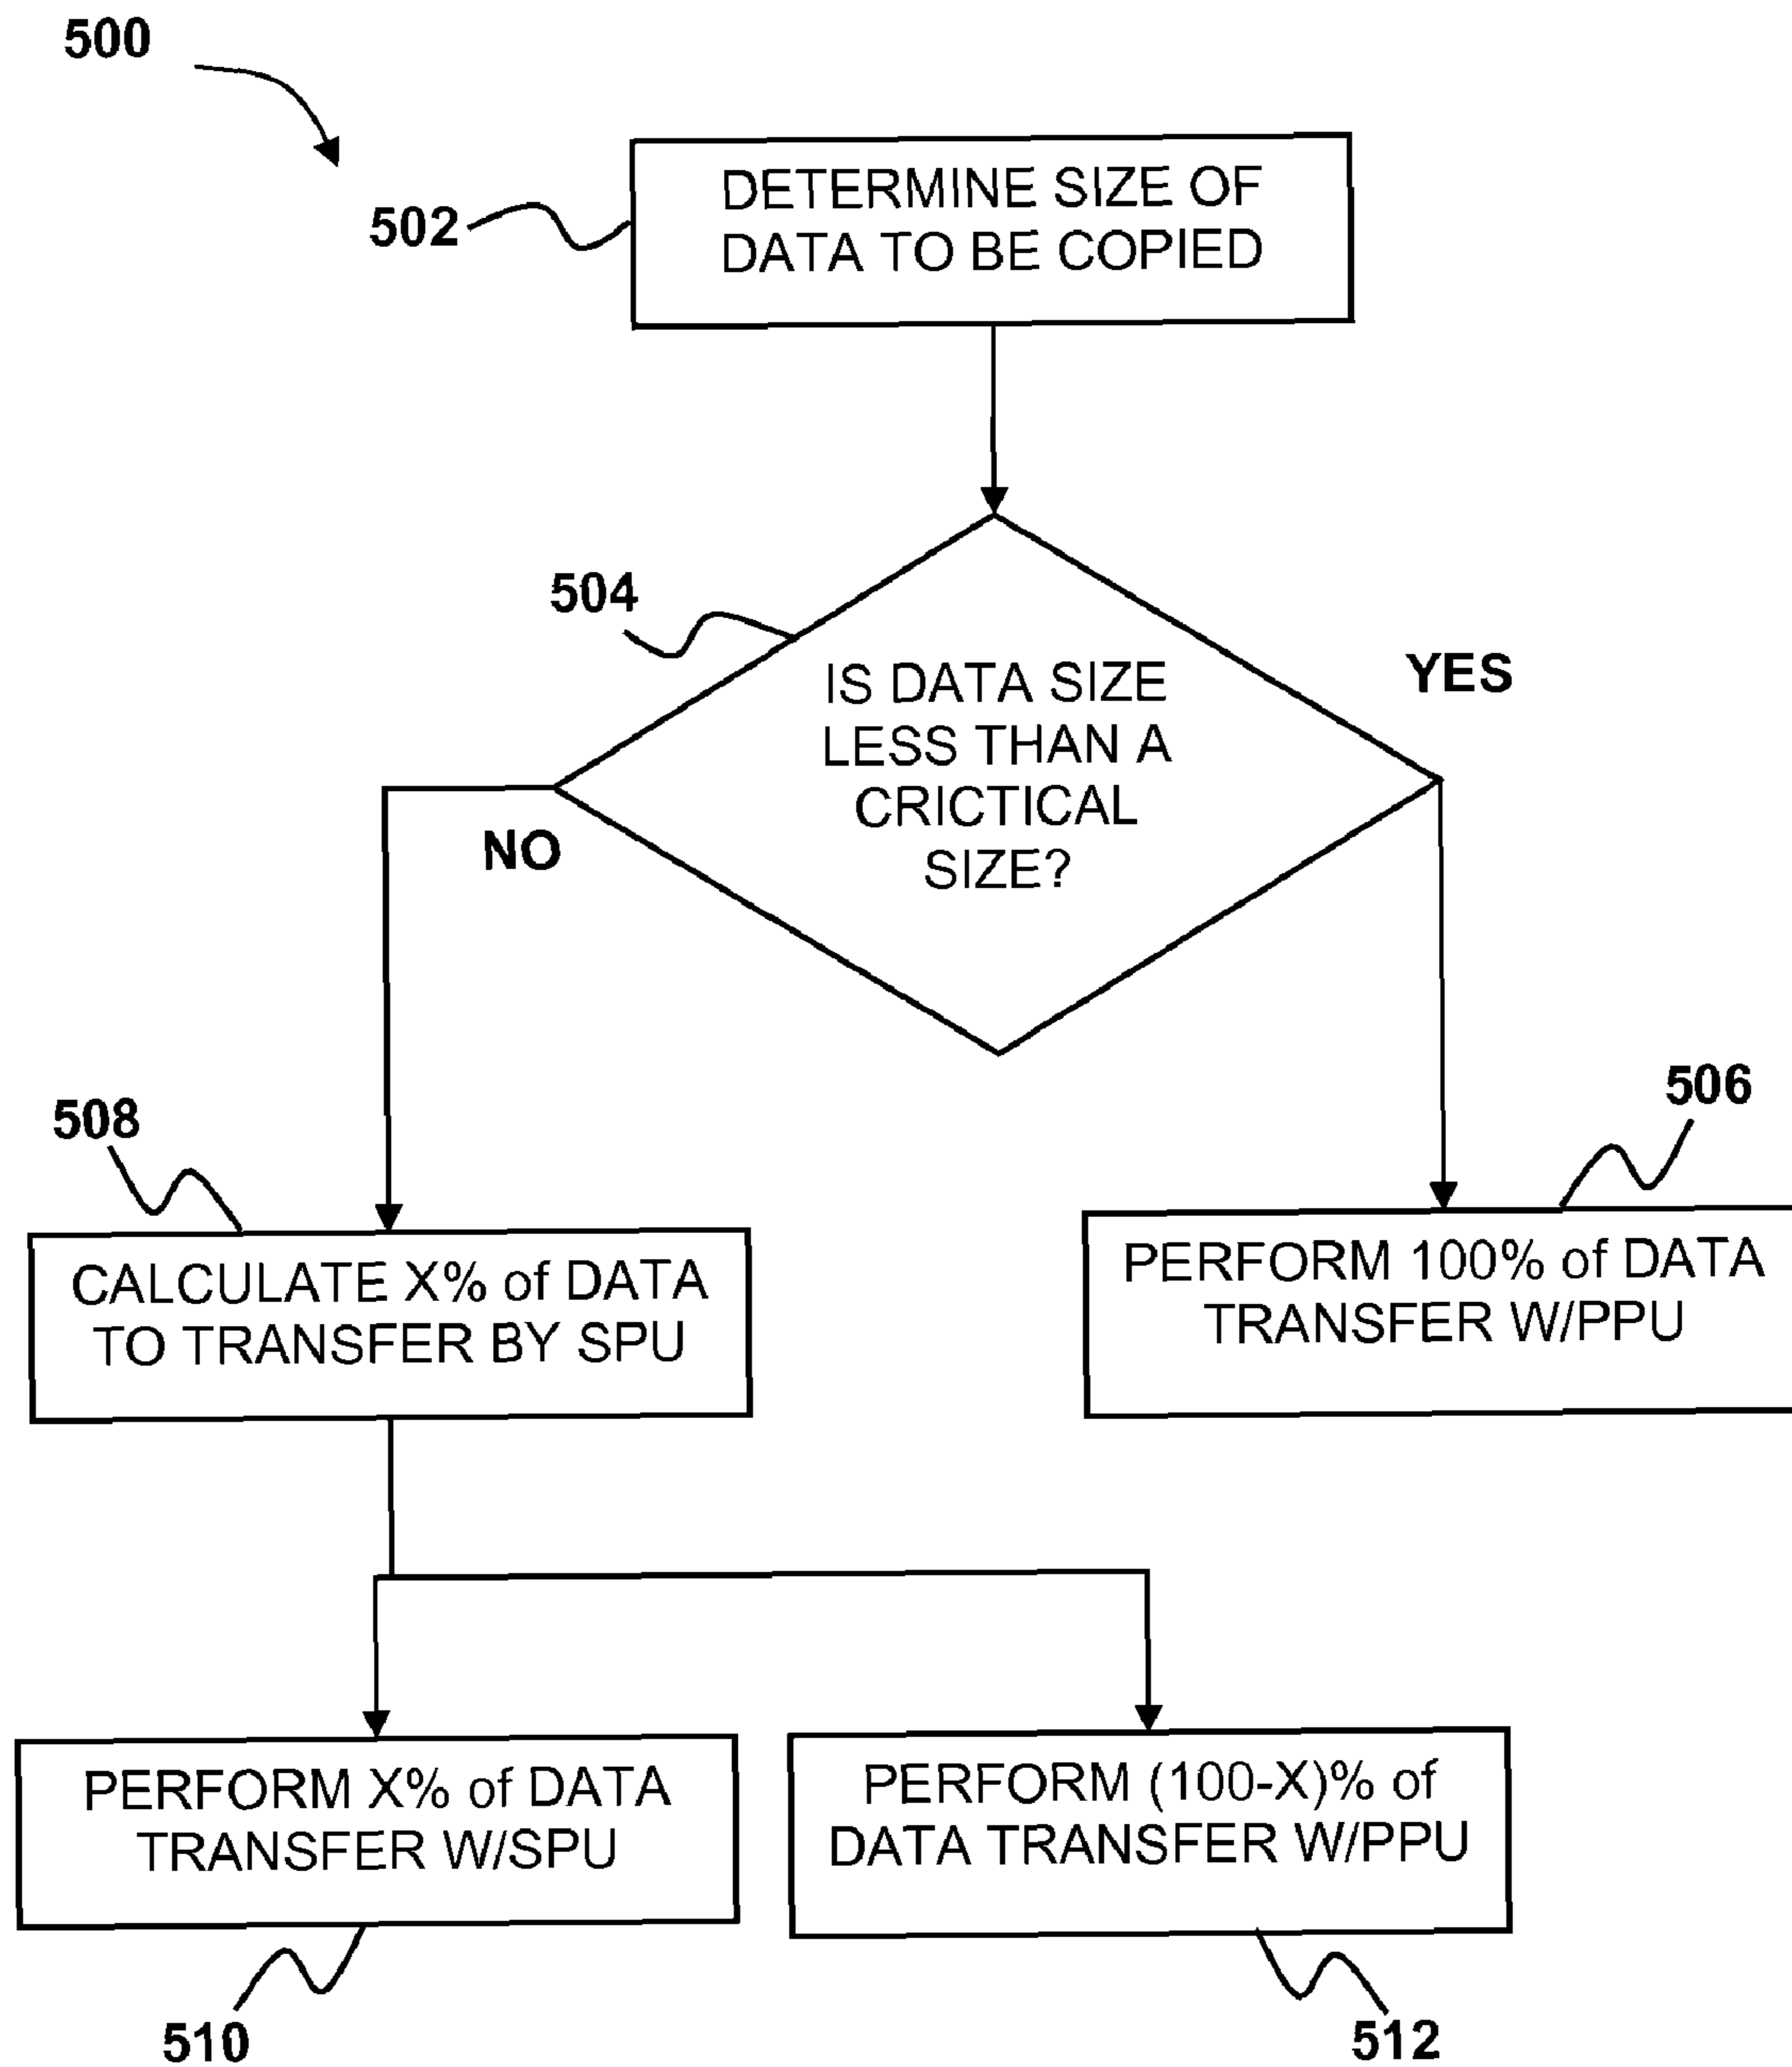 500
502
DETERMINE SIZE OF
DATA TO BE COPIED
504
IS DATA SIZE
LESS THAN A
CRICTICAL
SIZE?
YES
NO
508
CALCULATE X% of DATA
TO TRANSFER BY SPU
506
PERFORM 100% of DATA
TRANSFER W/PPU
PERFORM X% of DATA
TRANSFER W/SPU
510
PERFORM (100-X)% of
DATA TRANSFER W/PPU
512